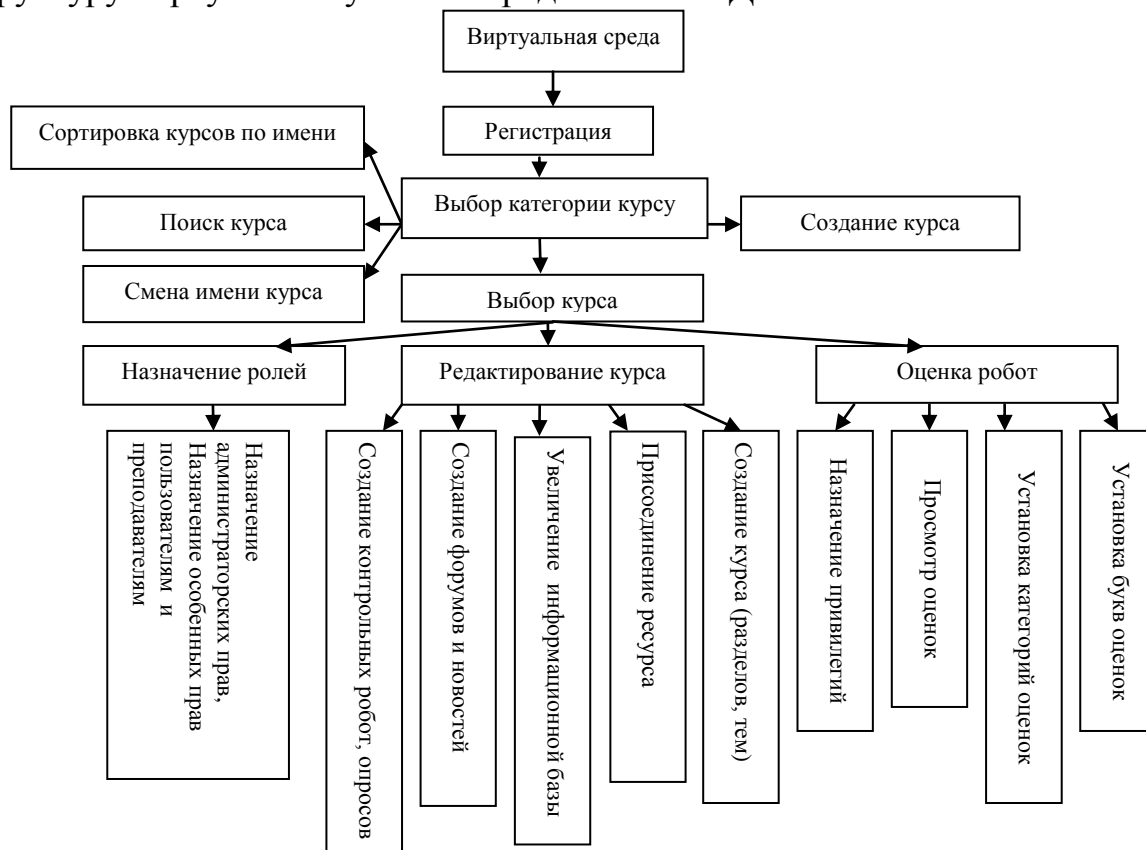 Виртуальная среда
Регистрация
Сортировка курсов по имени
Выбор категории курсу
Поиск курса
Создание курса
Смена имени курса
Выбор курса
Назначение ролей
Редактирование курса
Оценка робот
Назначение
администраторских прав,
Назначение особенных прав
пользователям и
преподавателям
Создание контрольных робот, опросов
Создание форумов и новостей
Увеличение информационной базы
Присоединение ресурса
Создание курса (разделов, тем)
Назначение привилегий
Просмотр оценок
Установка категорий оценок
Установка букв оценок